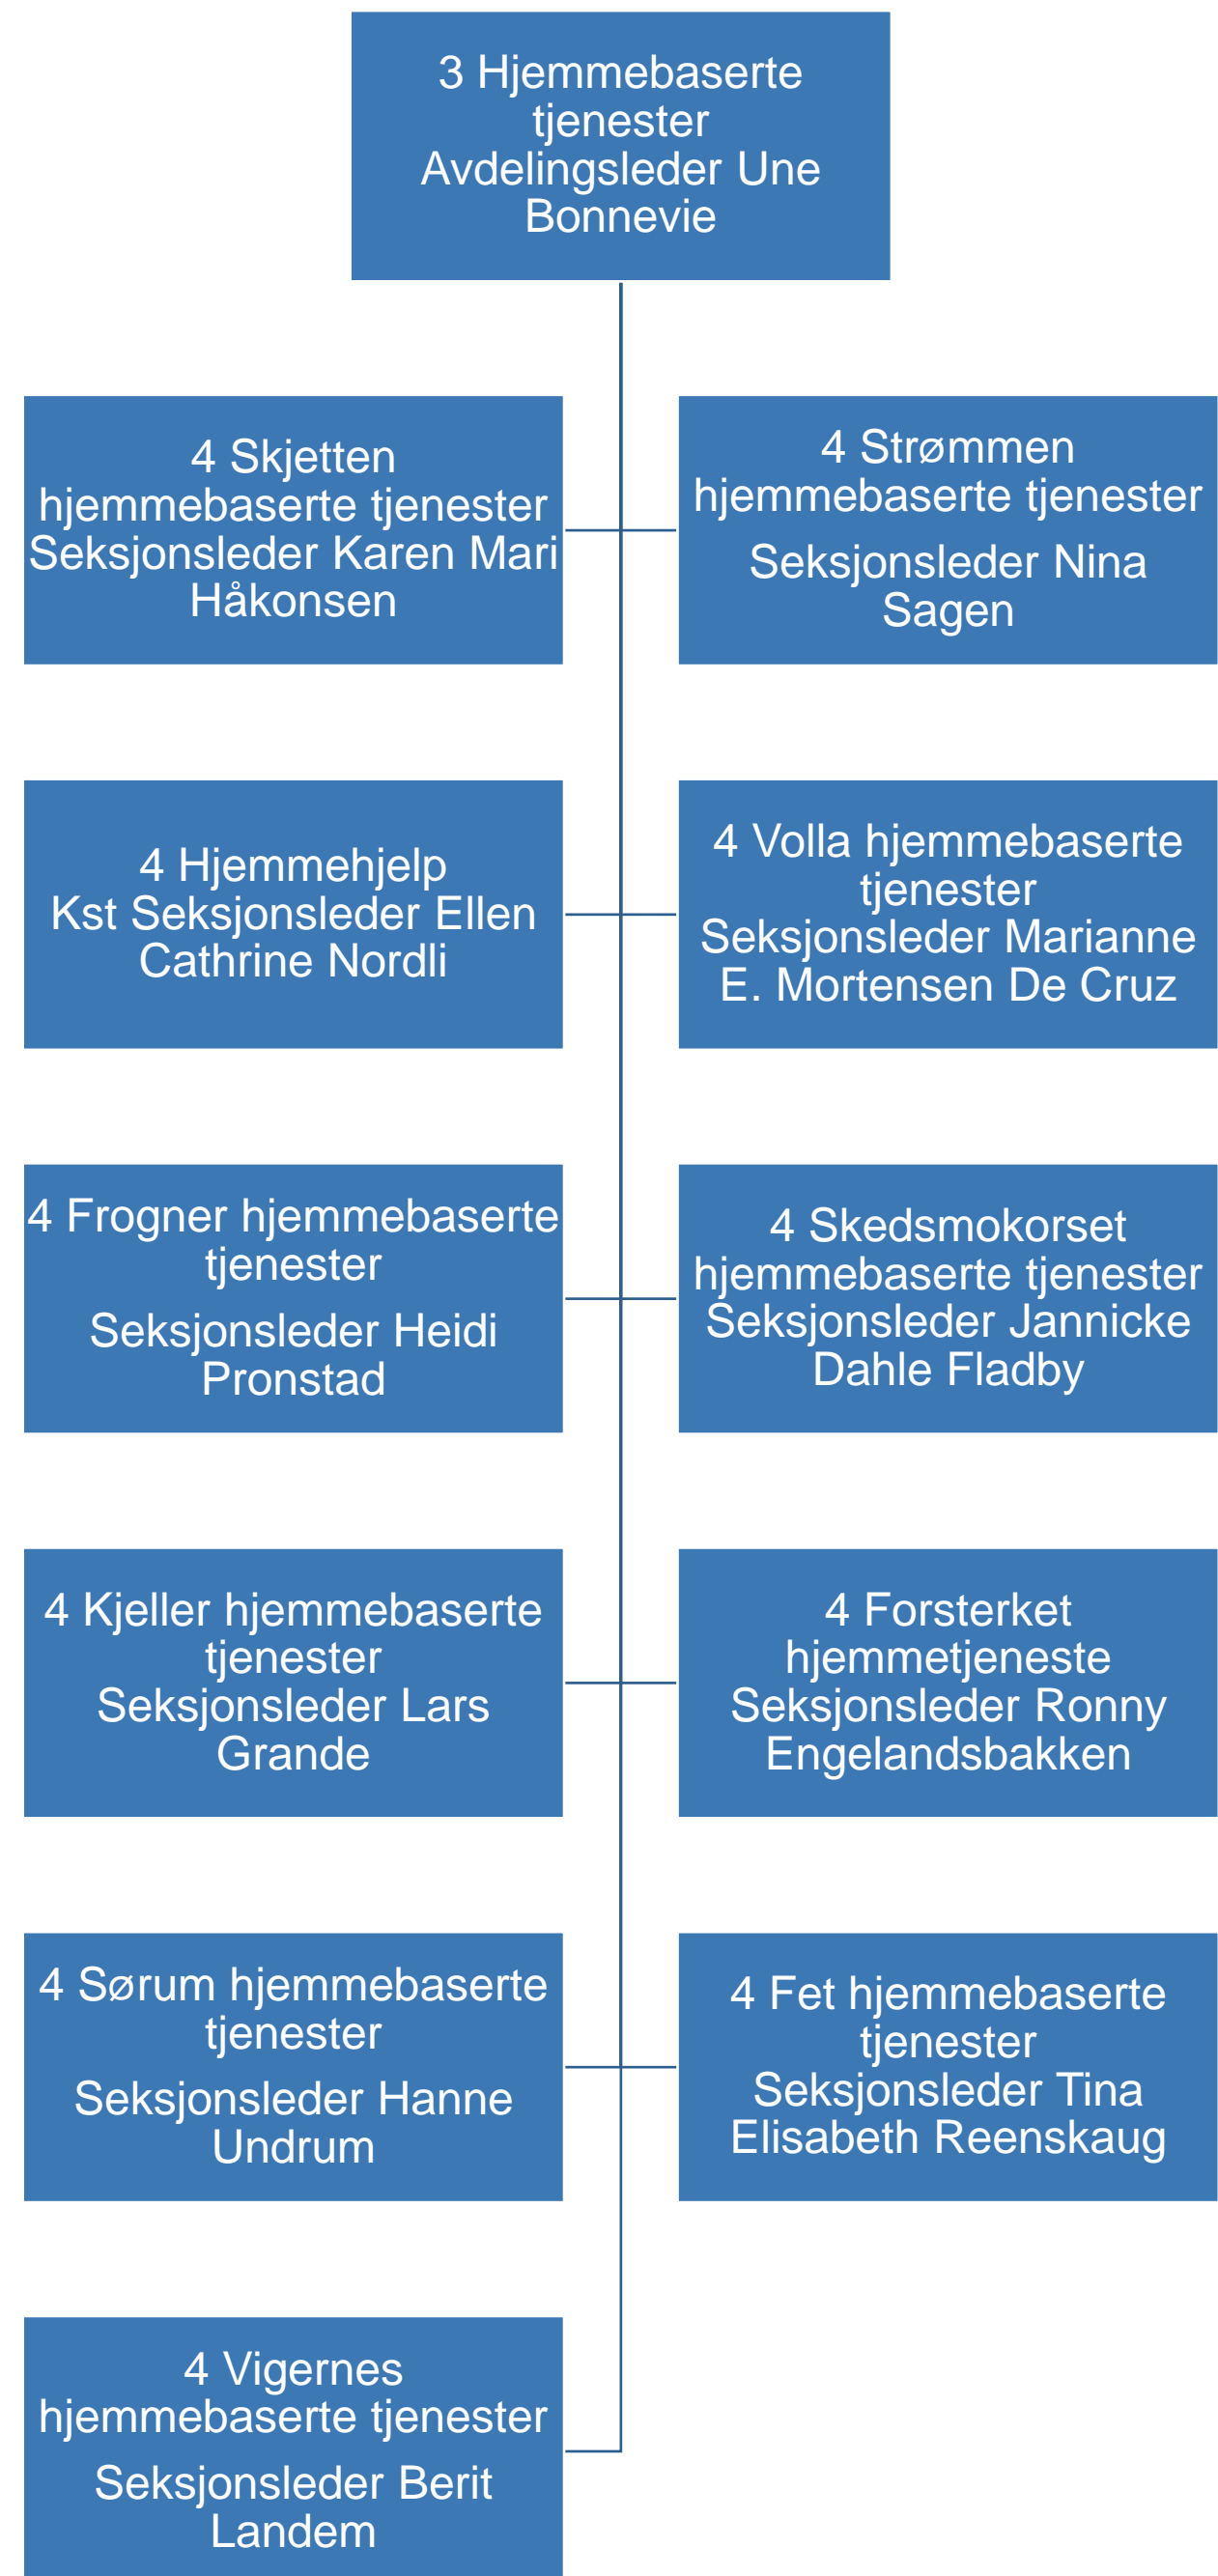 3 Hjemmebaserte
tjenester
Avdelingsleder Une
Bonnevie
4 Skjetten
hjemmebaserte tjenester
Seksjonsleder Karen Mari
Håkonsen
4 Strømmen
hjemmebaserte tjenester
Seksjonsleder Nina
Sagen
4 Hjemmehjelp
Kst Seksjonsleder Ellen
Cathrine Nordli
4 Volla hjemmebaserte
tjenester
Seksjonsleder Marianne
E. Mortensen De Cruz
4 Frogner hjemmebaserte
tjenester
Seksjonsleder Heidi
Pronstad
4 Skedsmokorset
hjemmebaserte tjenester
Seksjonsleder Jannicke
Dahle Fladby
4 Kjeller hjemmebaserte
tjenester
Seksjonsleder Lars
Grande
4 Forsterket
hjemmetjeneste
Seksjonsleder Ronny
Engelandsbakken
4 Sørum hjemmebaserte
tjenester
Seksjonsleder Hanne
Undrum
4 Fet hjemmebaserte
tjenester
Seksjonsleder Tina
Elisabeth Reenskaug
4 Vigernes
hjemmebaserte tjenester
Seksjonsleder Berit
Landem